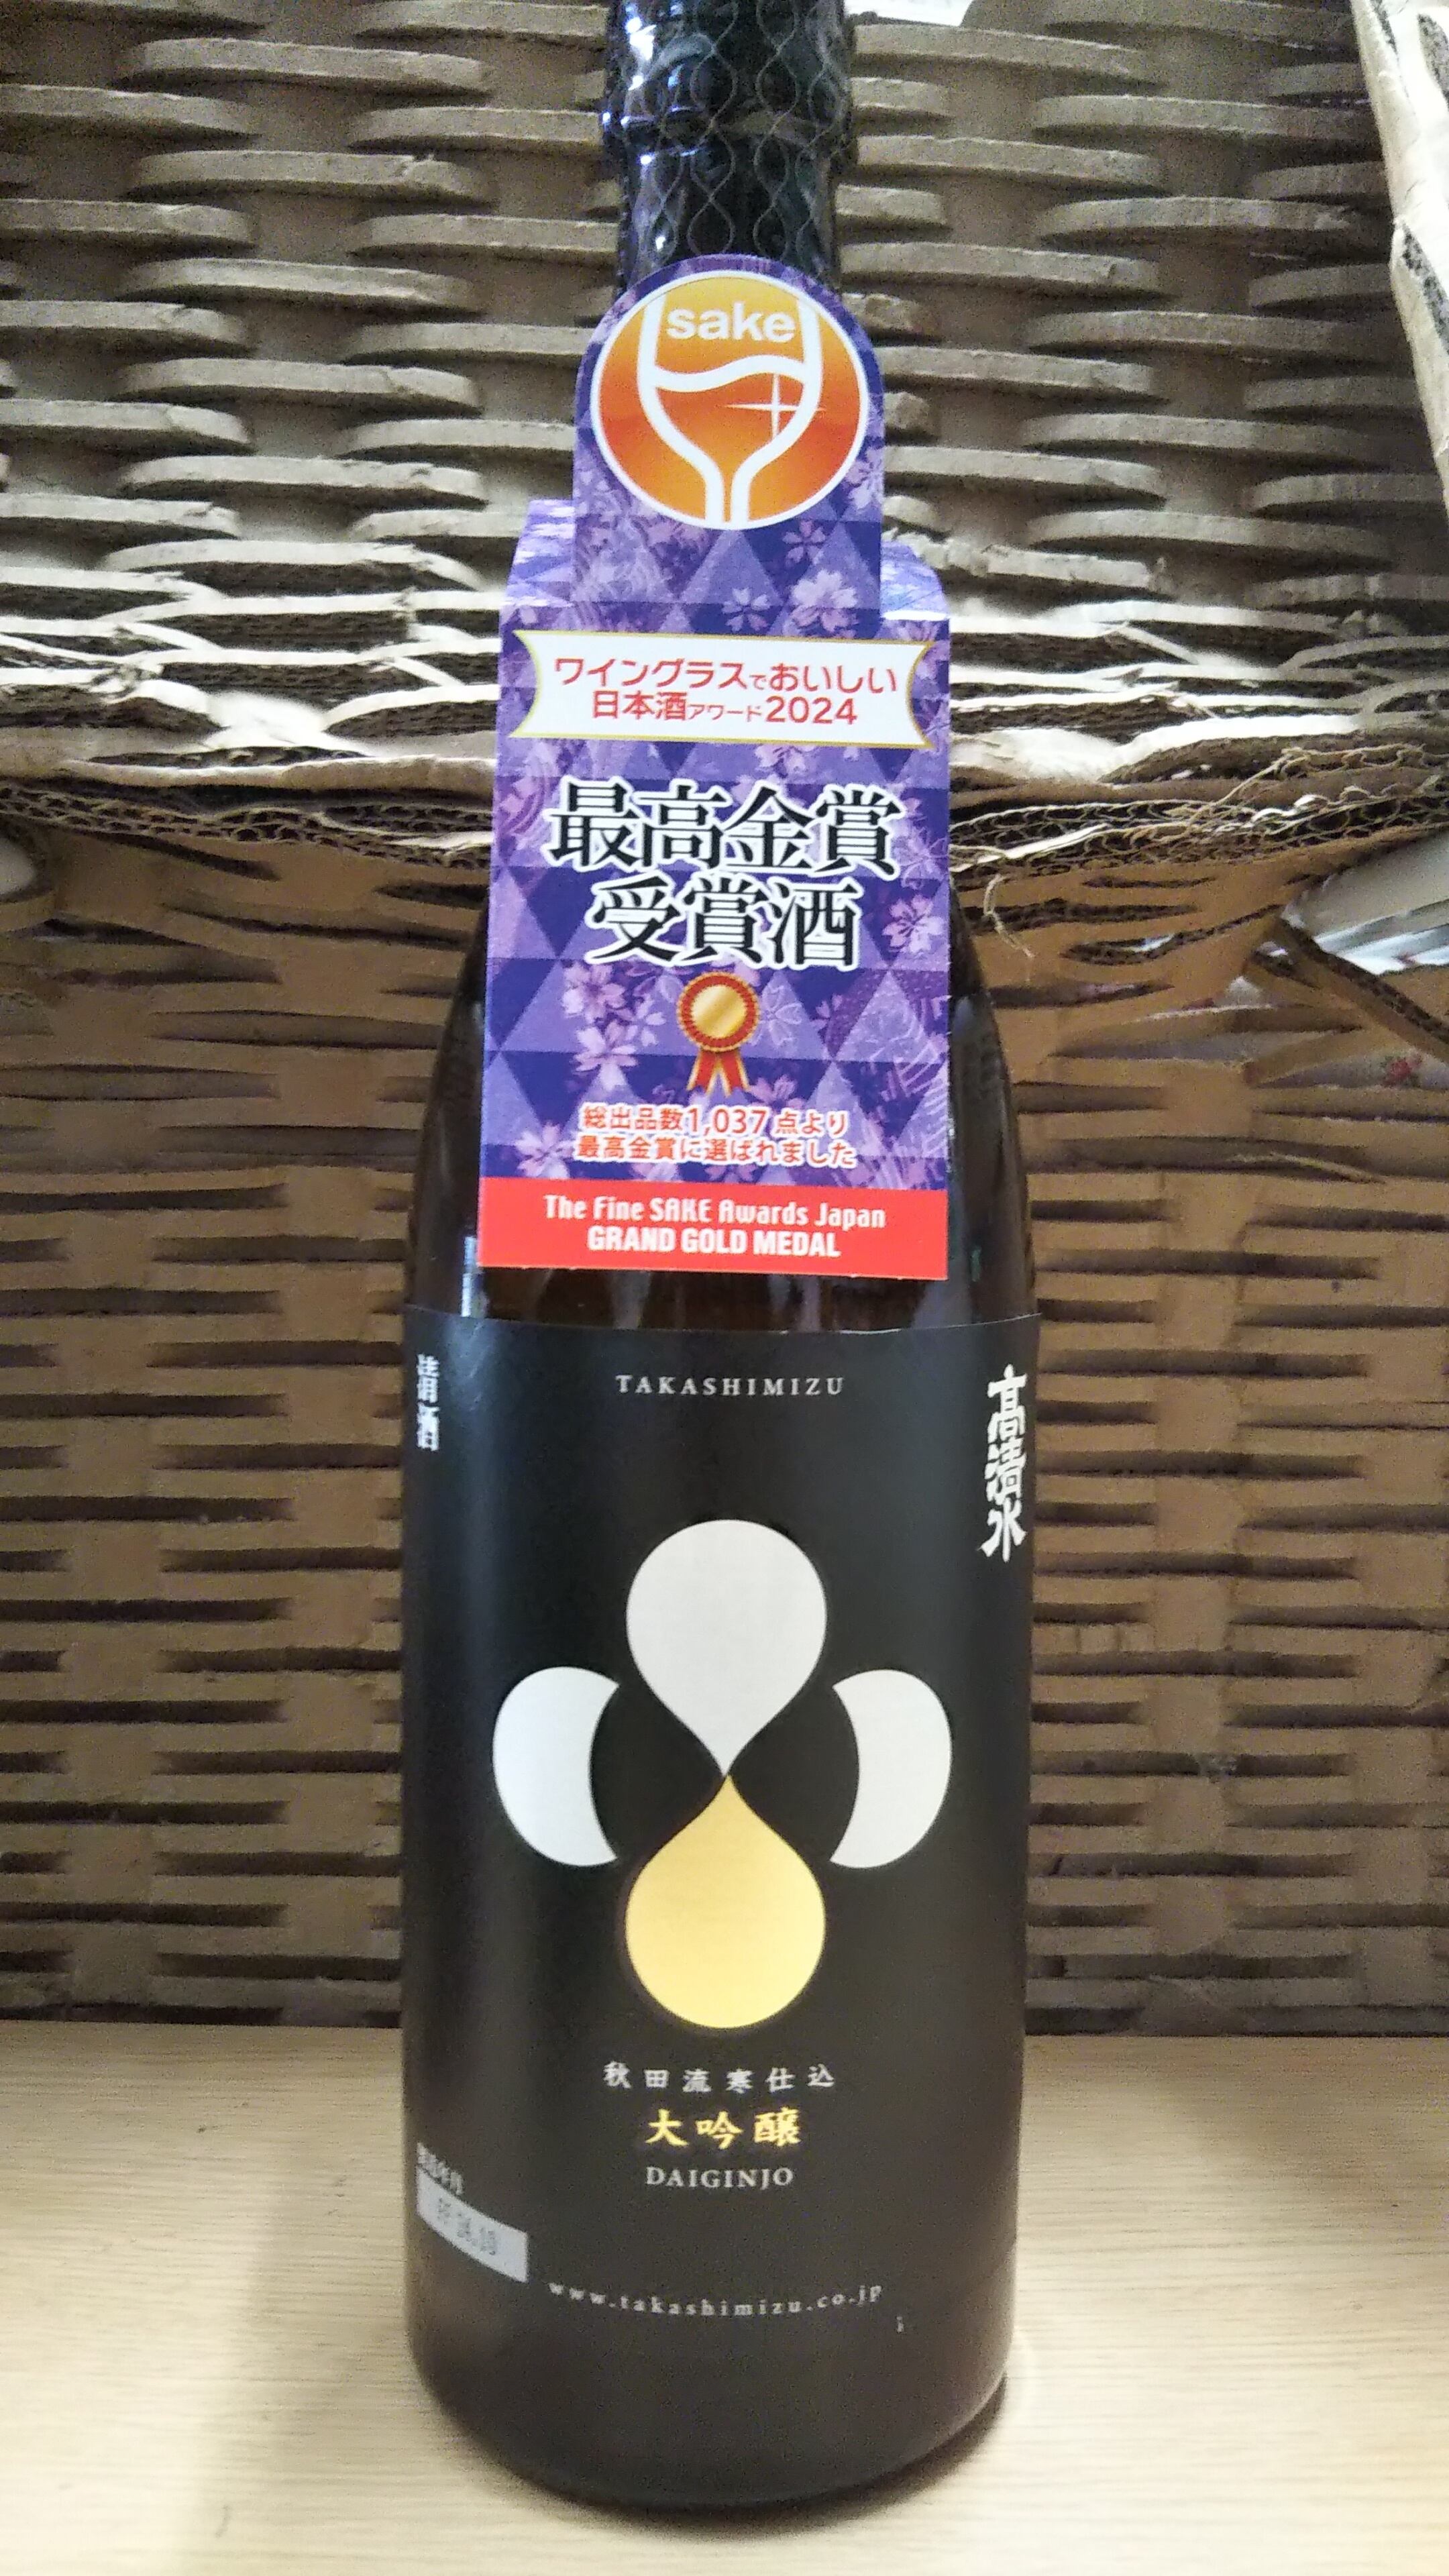 sake
ワイングラスでおいしい
日本酒アワード2024
最高金賞
受賞酒
総出品数1,037点より
最高金賞に選ばれました
The Fine SAKE Awards Japan
GRAND GOLD MEDAL
清酒
TAKASHIMIZU
高清水
秋田流寒仕込
大吟醸
DAIGINJO
www.takashimizu.co.jp